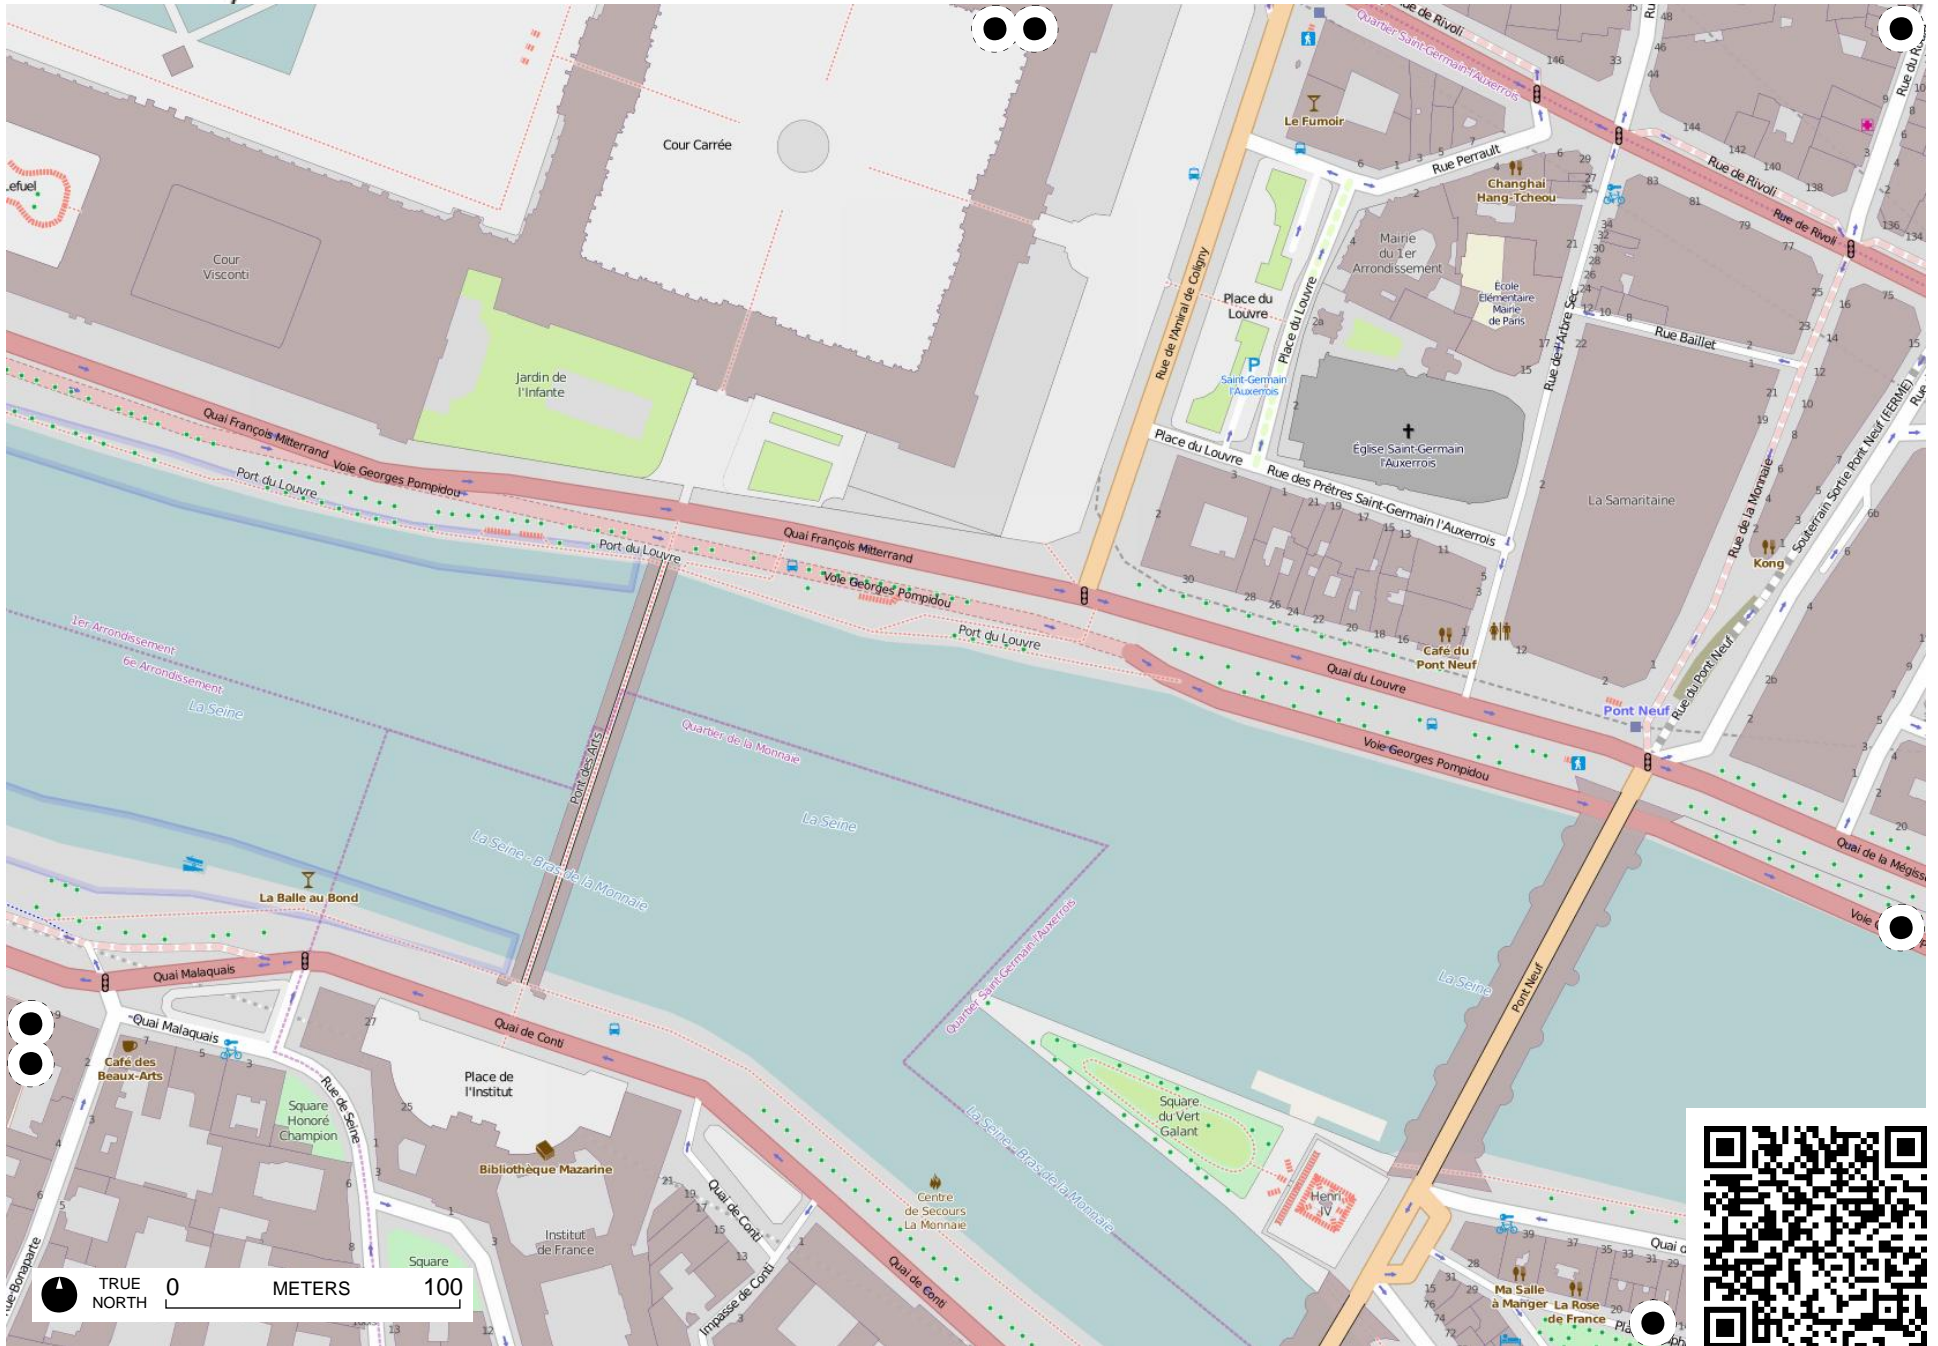 Rue de Rivoli
Quartier Saint-Germain l'Auxerrois
Cour Carrée
Le Fumoir
Rue Perrault
Changhai
Hang-Tcheou
Rue de Rivoli
Rue de Rivoli
Cour
Visconti
Mairie
du 1er
Arrondissement
École
Élémentaire
Mairie
de Paris
Rue de l'Amiral de Coligny
Place du
Louvre
Place du Louvre
Rue de l'Arbre Sec
Rue Baillet
P
Saint-Germain
l'Auxerrois
Jardin de
l'Infante
Quai François Mitterrand
Voie Georges Pompidou
Port du Louvre
Place du Louvre
Rue des Prêtres Saint-Germain l'Auxerrois
Église Saint-Germain
l'Auxerrois
La Samaritaine
Rue de la Monnaie
Souterrain Sortie Pont Neuf (FERMÉ)
Kong
Port du Louvre
Quai François Mitterrand
Voie Georges Pompidou
Port du Louvre
Café du
Pont Neuf
Quai du Louvre
Pont Neuf
Rue du Pont Neuf
Voie Georges Pompidou
1er Arrondissement
6e Arrondissement
La Seine
Pont des Arts
Quartier de la Monnaie
La Seine
La Seine - Bras de la Monnaie
La Balle au Bond
Quai Malaquais
Quai Malaquais
Café des
Beaux-Arts
Quai de Conti
Quartier Saint-Germain l'Auxerrois
La Seine
Pont Neuf
Place de
l'Institut
Rue de Seine
Square
Honoré
Champion
Bibliothèque Mazarine
Institut
de France
Quai de Conti
Impasse de Conti
Quai de Conti
Centre
de Secours
La Monnaie
La Seine - Bras de la Monnaie
Square
du Vert
Galant
Henri
IV
Ma Salle
à Manger
La Rose
de France
Square
Rue Bonaparte
TRUE
NORTH
0 METERS 100